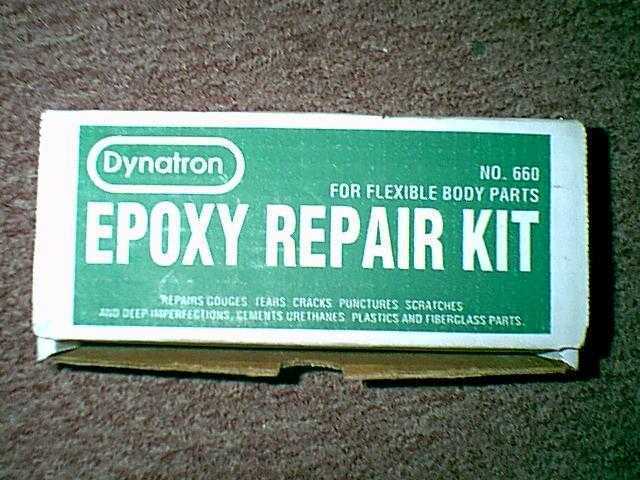 Dynatron
NO. 660
FOR FLEXIBLE BODY PARTS
EPOXY REPAIR KIT
REPAIRS GOUGES TEARS CRACKS PUNCTURES SCRATCHES
AND DEEP IMPERFECTIONS, CEMENTS URETHANES PLASTICS AND FIBERGLASS PARTS.